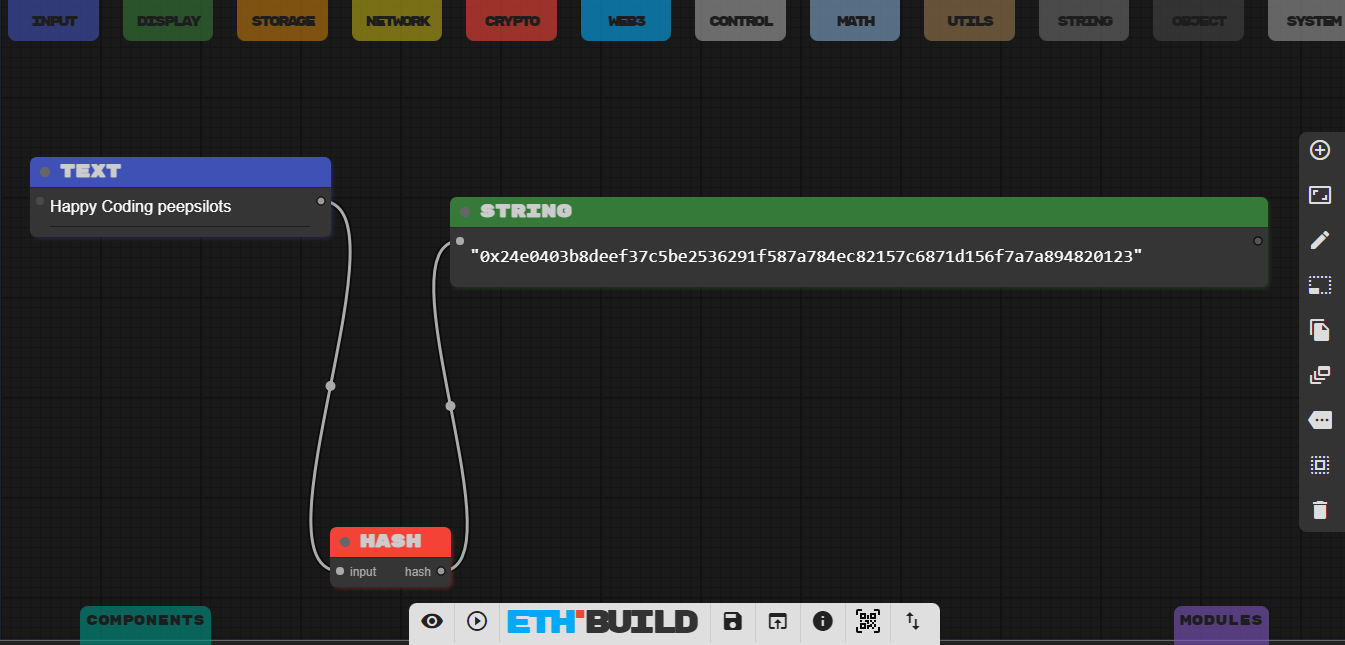 INPUT DISPLAY STORAGE NETWORK CRYPTO WEB3 CONTROL MATH UTILS STRING OBJECT SYSTEM
TEXT
Happy Coding peepsilots
STRING
"0x24e0403b8deef37c5be2536291f587a784ec82157c6871d156f7a7a894820123"
HASH
input hash
COMPONENTS
ETH BUILD
MODULES